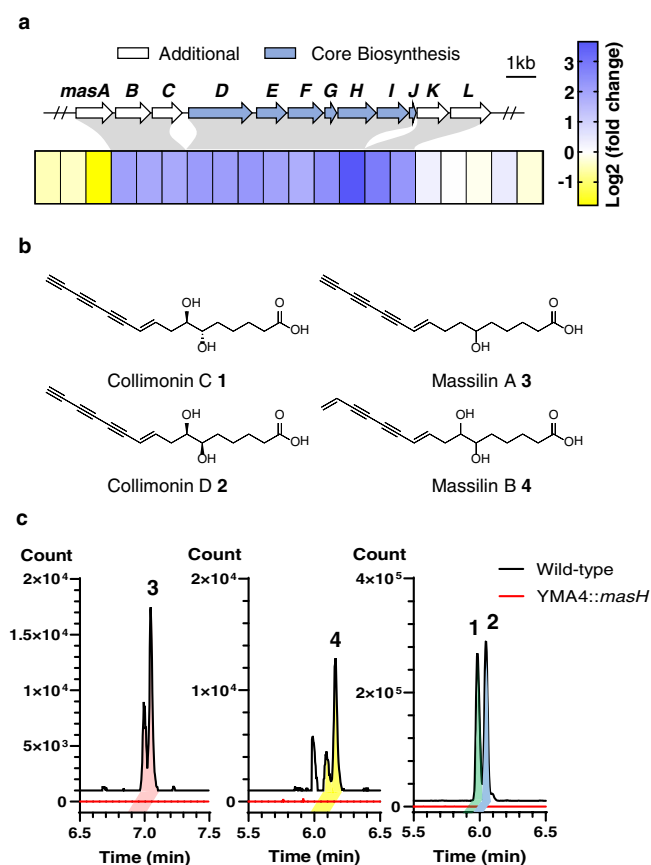 a
Additional Core Biosynthesis
1kb
masA B C D E F G H I J K L
3
2
1
0
-1
Log2 (fold change)
b
OH O OH OH
Collimonin C 1
O OH OH
Massilin A 3
OH O OH OH
Collimonin D 2
OH O OH OH
Massilin B 4
c
Count Count Count
2×10⁴
1.5×10⁴
1×10⁴
5×10³
0
3
6.5 7.0 7.5
Time (min)
2×10⁴
1×10⁴
0
4
5.5 6.0 6.5
Time (min)
4×10⁵
2×10⁵
0
1 2
5.5 6.0 6.5
Time (min)
Wild-type
YMA4::masH